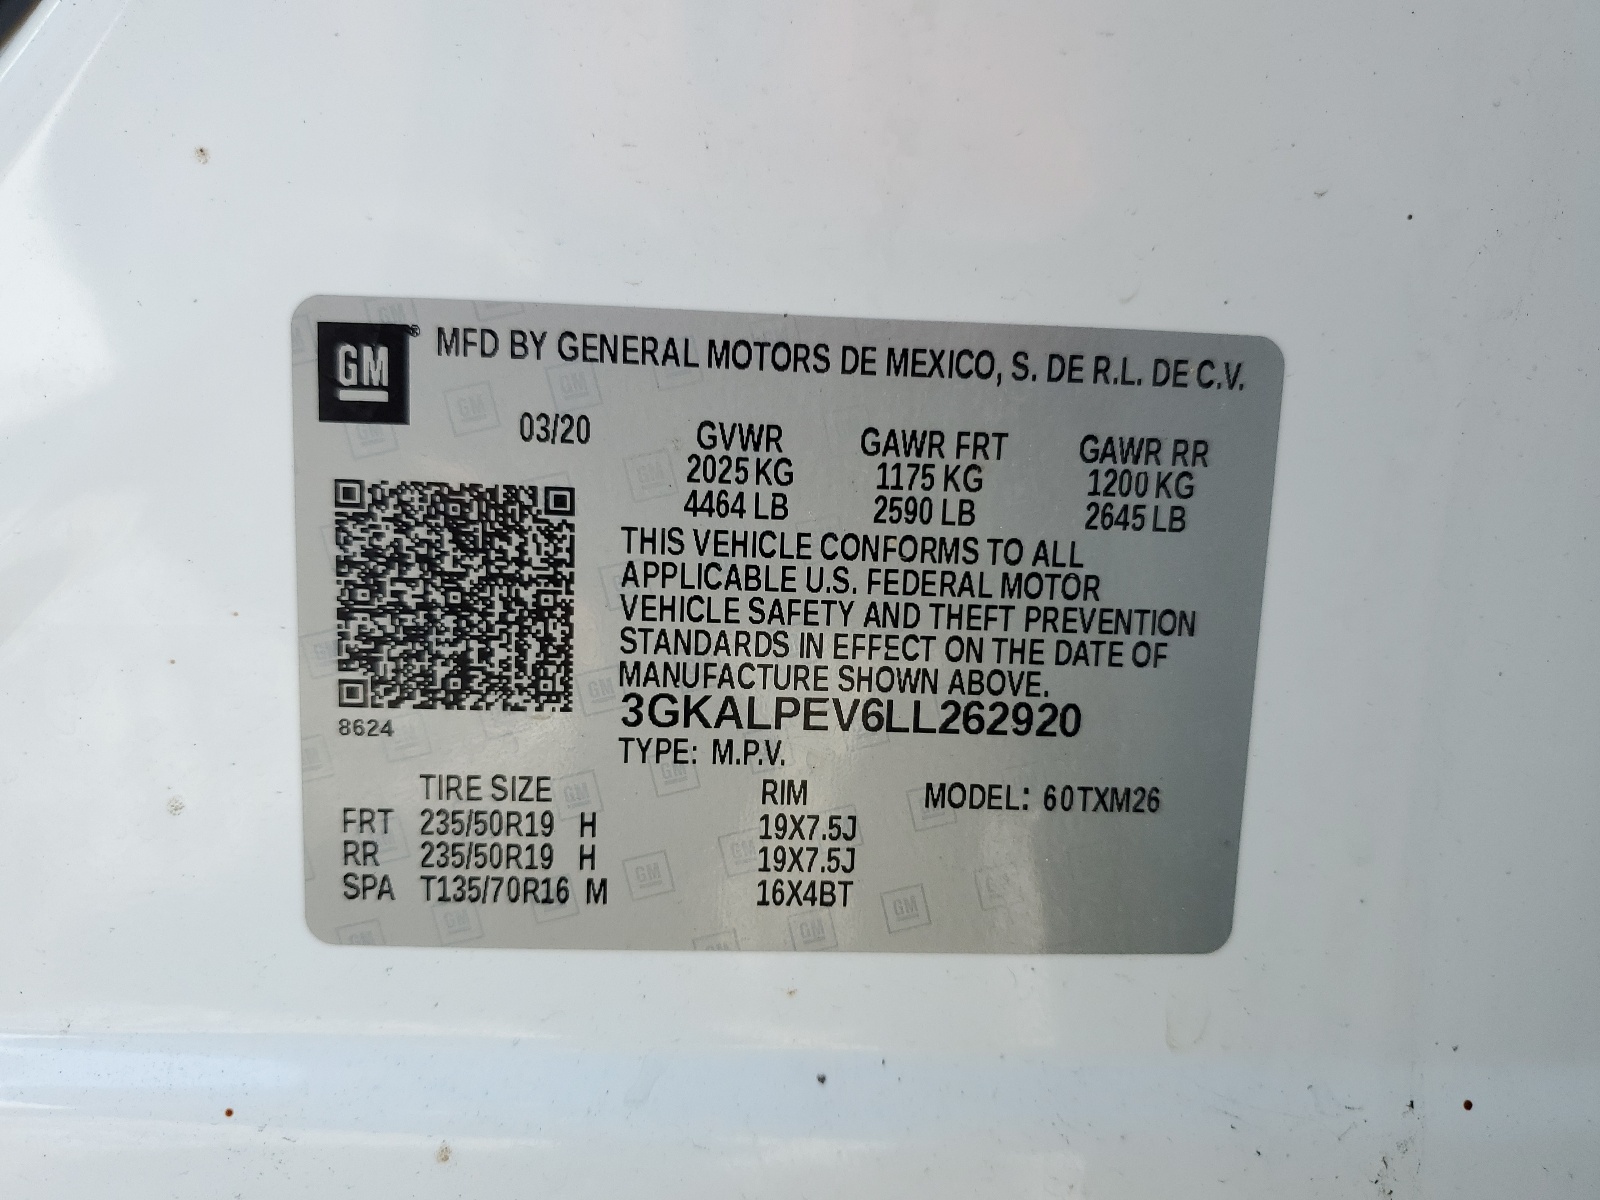 GM® MFD BY GENERAL MOTORS DE MEXICO, S. DE R.L. DE C.V.
03/20 GVWR GAWR FRT GAWR RR
2025 KG 1175 KG 1200 KG
4464 LB 2590 LB 2645 LB
THIS VEHICLE CONFORMS TO ALL
APPLICABLE U.S. FEDERAL MOTOR
VEHICLE SAFETY AND THEFT PREVENTION
STANDARDS IN EFFECT ON THE DATE OF
MANUFACTURE SHOWN ABOVE.
3GKALPEV6LL262920
8624
TYPE: M.P.V.
TIRE SIZE RIM MODEL: 60TXM26
FRT 235/50R19 H 19X7.5J
RR 235/50R19 H 19X7.5J
SPA T135/70R16 M 16X4BT